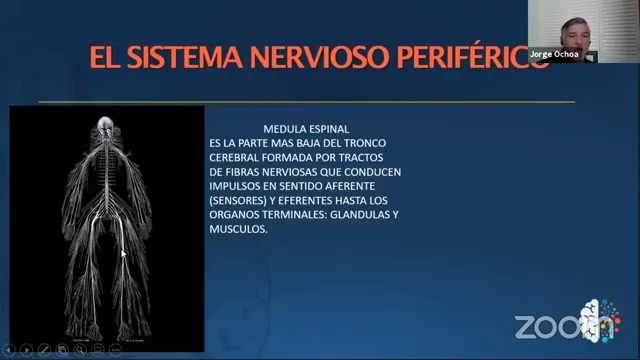 Jorge Ochoa
EL SISTEMA NERVIOSO PERIFÉRICO
MEDULA ESPINAL
ES LA PARTE MAS BAJA DEL TRONCO
CEREBRAL FORMADA POR TRACTOS
DE FIBRAS NERVIOSAS QUE CONDUCEN
IMPULSOS EN SENTIDO AFERENTE
(SENSORES) Y EFERENTES HASTA LOS
ORGANOS TERMINALES: GLANDULAS Y
MUSCULOS.
zoom